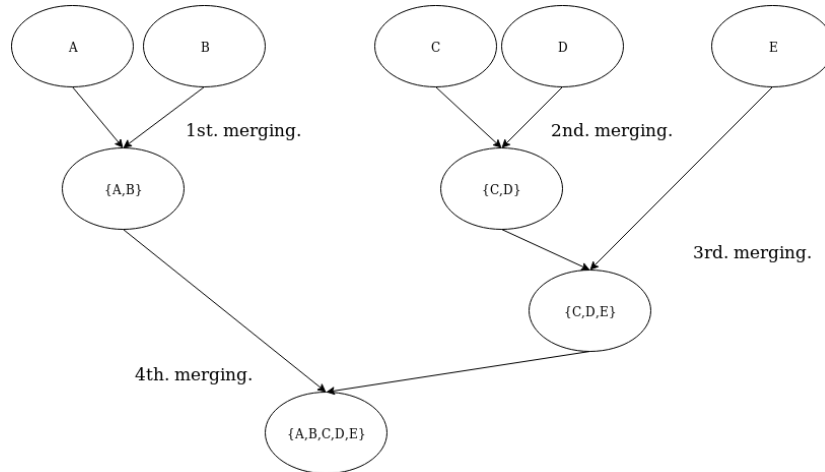 A
B
C
D
E
1st. merging.
2nd. merging.
{A,B}
{C,D}
3rd. merging.
{C,D,E}
4th. merging.
{A,B,C,D,E}